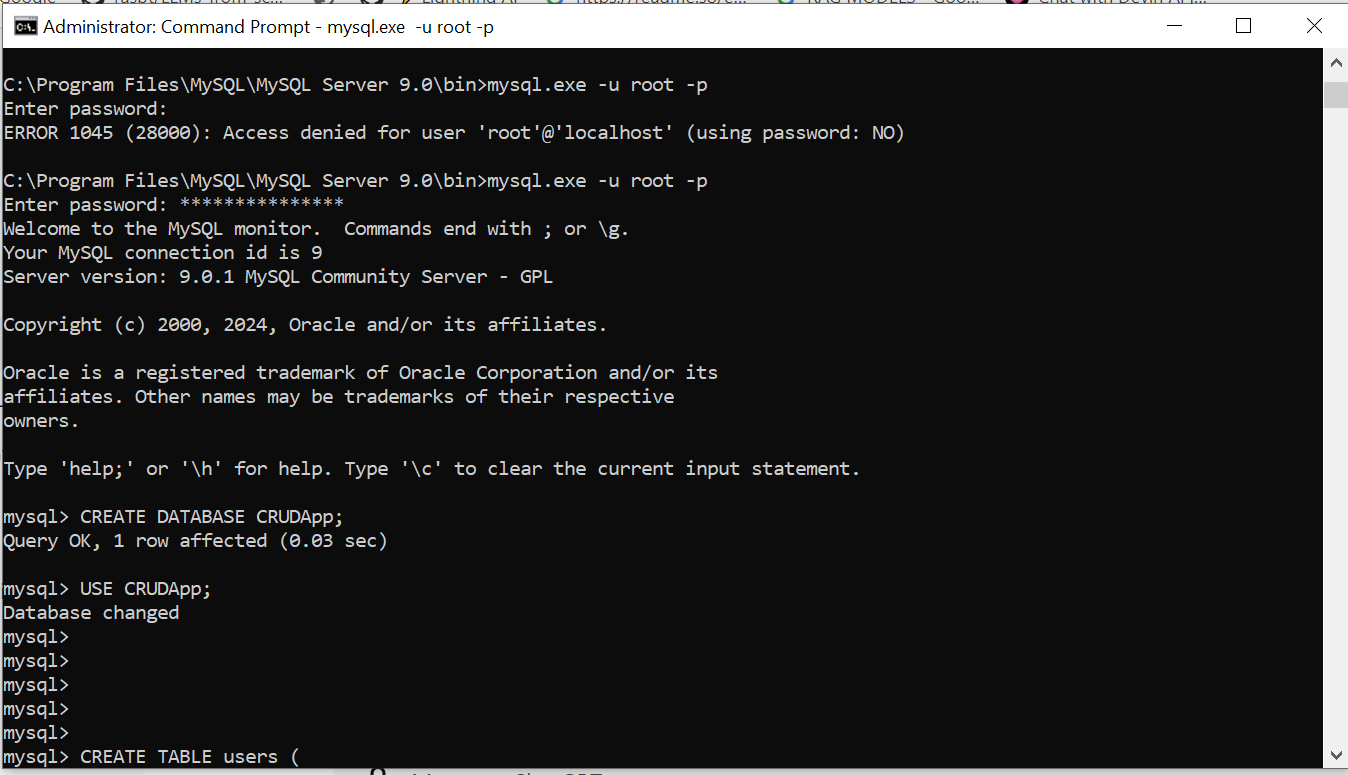 Administrator: Command Prompt - mysql.exe  -u root -p
C:\Program Files\MySQL\MySQL Server 9.0\bin>mysql.exe -u root -p
Enter password:
ERROR 1045 (28000): Access denied for user 'root'@'localhost' (using password: NO)
C:\Program Files\MySQL\MySQL Server 9.0\bin>mysql.exe -u root -p
Enter password: ***************
Welcome to the MySQL monitor.  Commands end with ; or \g.
Your MySQL connection id is 9
Server version: 9.0.1 MySQL Community Server - GPL
Copyright (c) 2000, 2024, Oracle and/or its affiliates.
Oracle is a registered trademark of Oracle Corporation and/or its
affiliates. Other names may be trademarks of their respective
owners.
Type 'help;' or '\h' for help. Type '\c' to clear the current input statement.
mysql> CREATE DATABASE CRUDApp;
Query OK, 1 row affected (0.03 sec)
mysql> USE CRUDApp;
Database changed
mysql>
mysql>
mysql>
mysql>
mysql>
mysql> CREATE TABLE users (